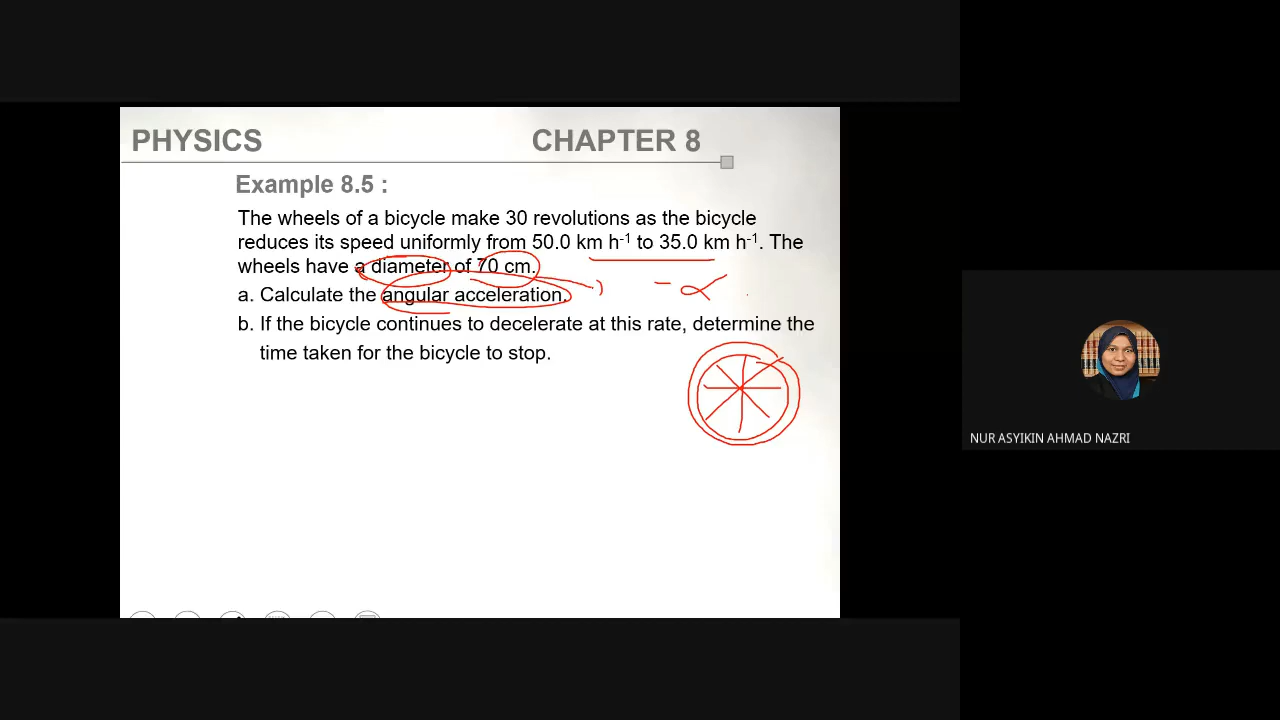 PHYSICS CHAPTER 8
Example 8.5 :
The wheels of a bicycle make 30 revolutions as the bicycle
reduces its speed uniformly from 50.0 km h⁻¹ to 35.0 km h⁻¹. The
wheels have a diameter of 70 cm.
a. Calculate the angular acceleration.
- α
b. If the bicycle continues to decelerate at this rate, determine the
time taken for the bicycle to stop.
NUR ASYIKIN AHMAD NAZRI